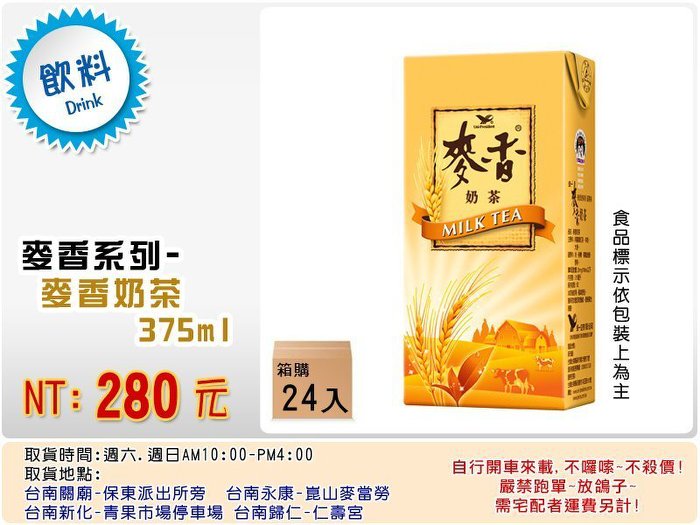 飲料
Drink
麥香系列-
麥香奶茶
375ml
NT: 280 元
箱購
24入
Uni-President
麥香
奶茶
MILK TEA
食品標示依包裝上為主
取貨時間:週六.週日AM10:00-PM4:00
取貨地點:
台南關廟-保東派出所旁 台南永康-崑山麥當勞
台南新化-青果市場停車場 台南歸仁-仁壽宮
自行開車來載,不囉嗦~不殺價!
嚴禁跑單~放鴿子~
需宅配者運費另計!